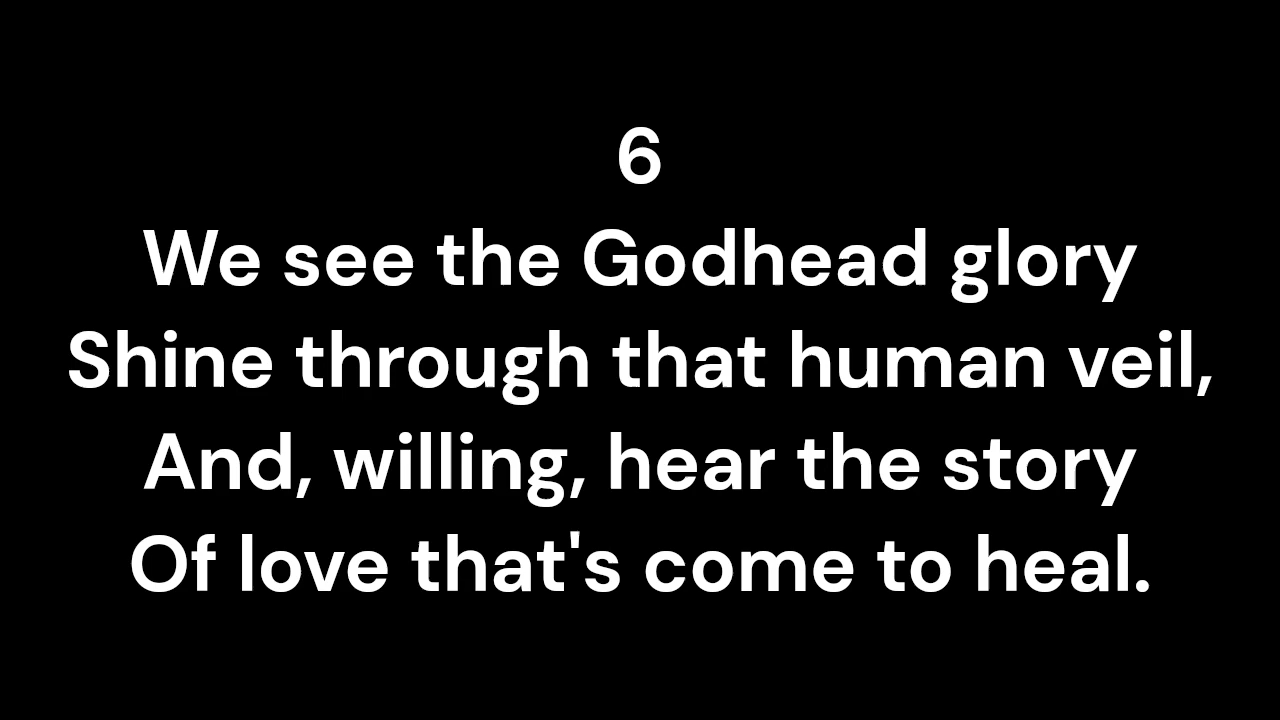 6
We see the Godhead glory
Shine through that human veil,
And, willing, hear the story
Of love that's come to heal.